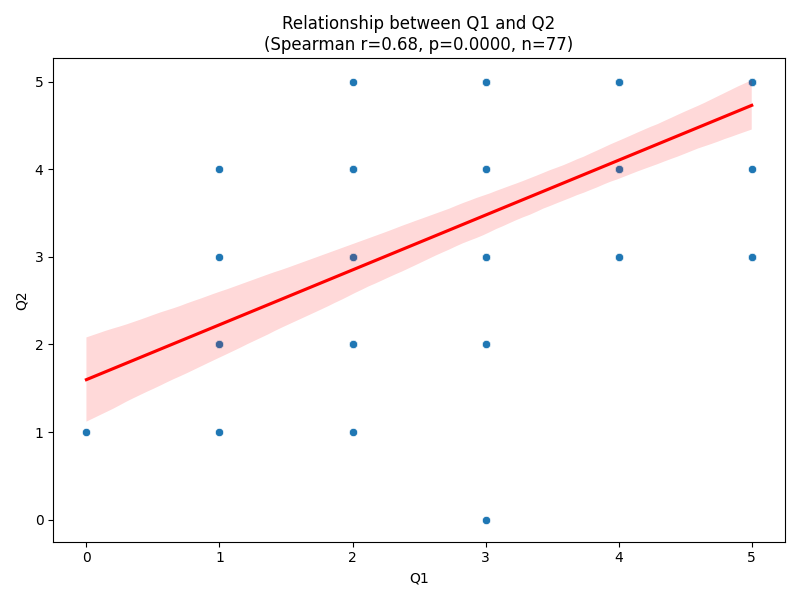 Relationship between Q1 and Q2
(Spearman r=0.68, p=0.0000, n=77)
5
4
3
2
1
0
Q2
0 1 2 3 4 5
Q1